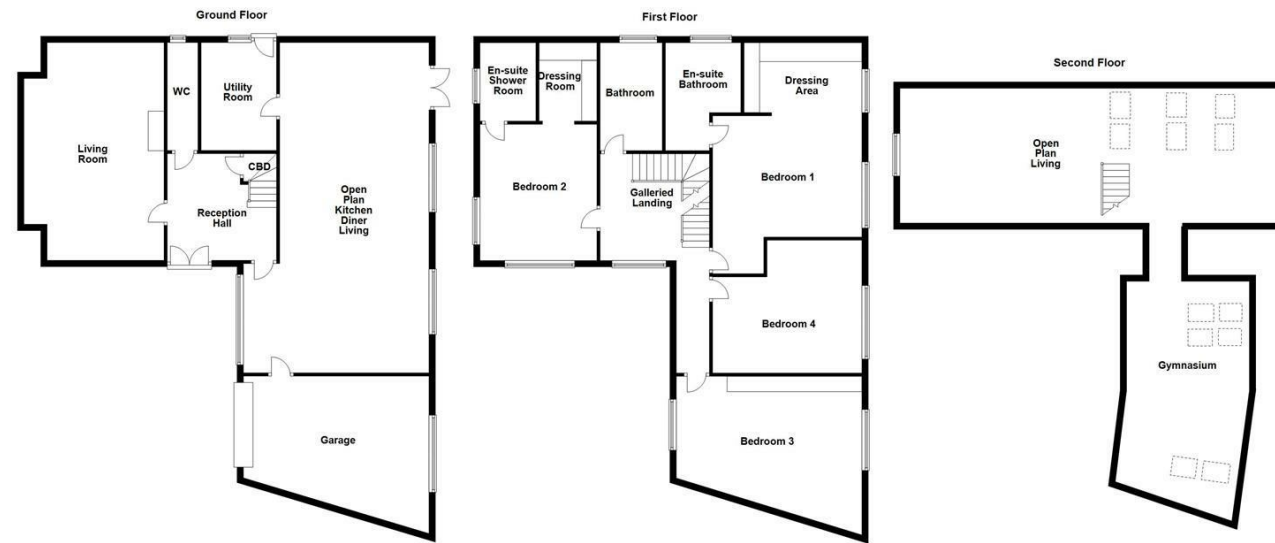 Ground Floor
WC
Utility
Room
Living
Room
CBD
Reception
Hall
Open
Plan
Kitchen
Diner
Living
Garage
First Floor
En-suite
Shower
Room
Dressing
Room
Bathroom
En-suite
Bathroom
Dressing
Area
Bedroom 2
Galleried
Landing
Bedroom 1
Bedroom 4
Bedroom 3
Second Floor
Open
Plan
Living
Gymnasium